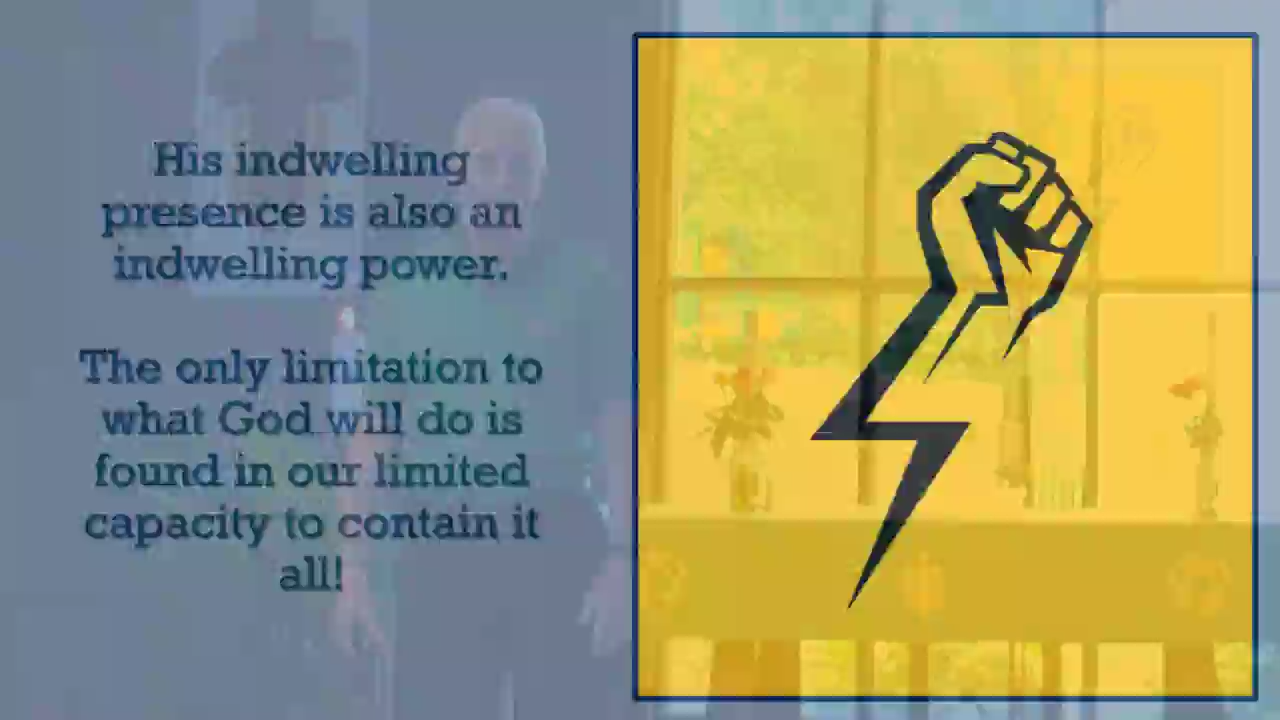 His indwelling
presence is also an
indwelling power.
The only limitation to
what God will do is
found in our limited
capacity to contain it
all!